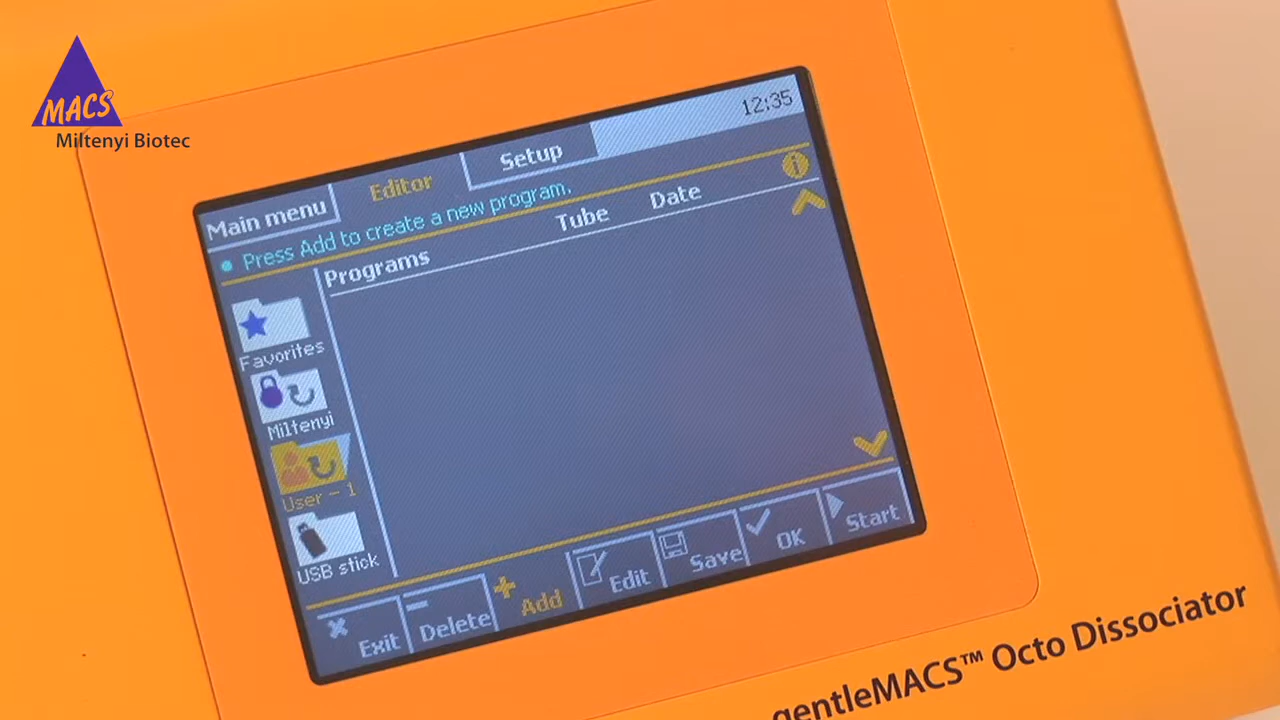 MACS
Miltenyi Biotec
12:35
Main menu Editor Setup
Press Add to create a new program.
Programs Tube Date
Favorites
Miltenyi
User - 1
USB stick
Exit Delete Add Edit Save OK Start
gentleMACS™ Octo Dissociator